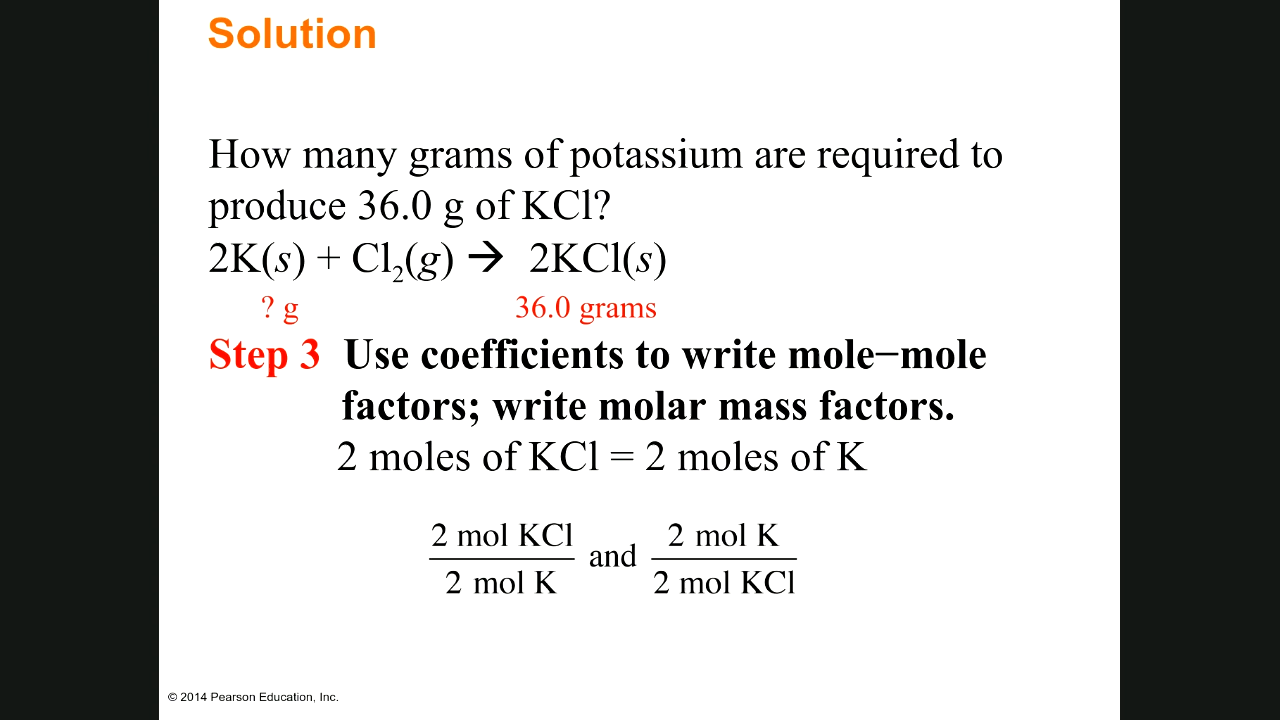 Solution
How many grams of potassium are required to
produce 36.0 g of KCl?
2K(s) + Cl₂(g) → 2KCl(s)
? g 36.0 grams
Step 3 Use coefficients to write mole−mole
factors; write molar mass factors.
2 moles of KCl = 2 moles of K
2 mol KCl and 2 mol K
2 mol K 2 mol KCl
© 2014 Pearson Education, Inc.